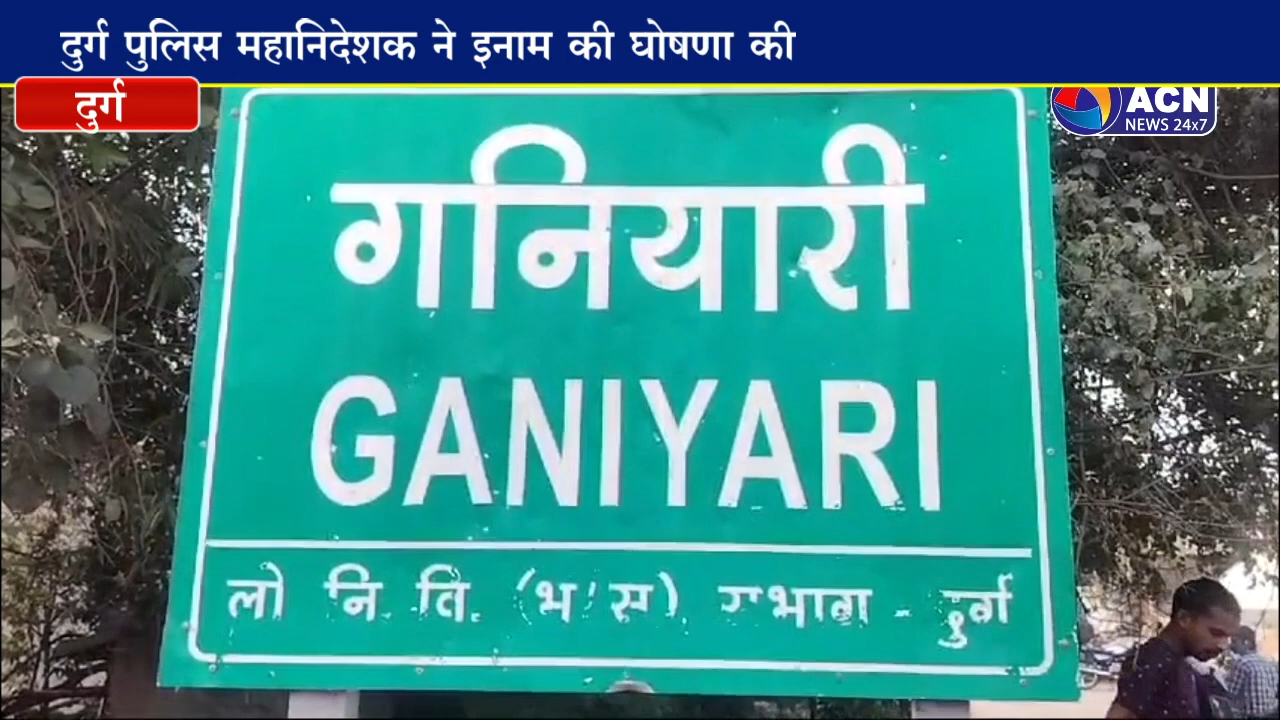 दुर्ग पुलिस महानिदेशक ने इनाम की घोषणा की
दुर्ग
ACN
NEWS 24x7
गनियारी
GANIYARI
लो नि वि. (भ/स) संभाग - दुर्ग